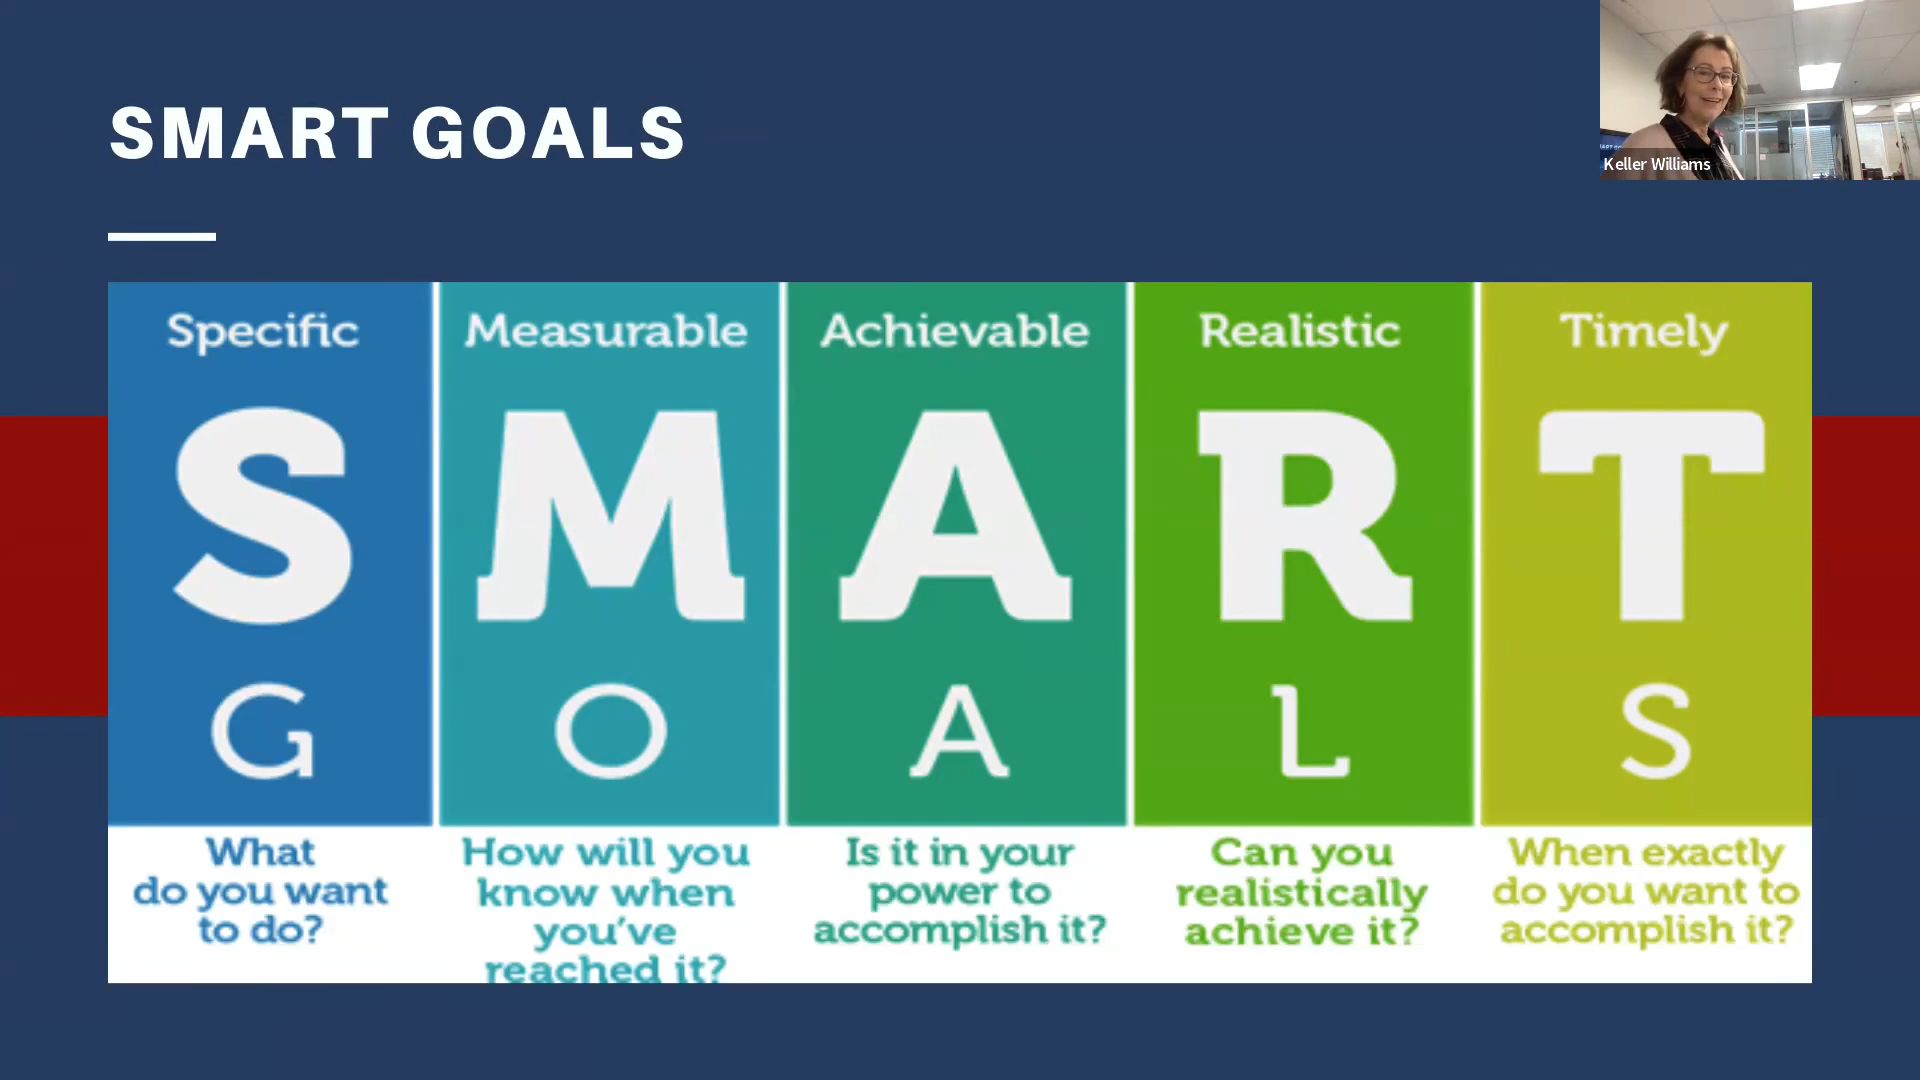 SMART GOALS
Keller Williams
Specific
Measurable
Achievable
Realistic
Timely
S
M
A
R
T
G
O
A
L
S
What
do you want
to do?
How will you
know when
you've
reached it?
Is it in your
power to
accomplish it?
Can you
realistically
achieve it?
When exactly
do you want to
accomplish it?